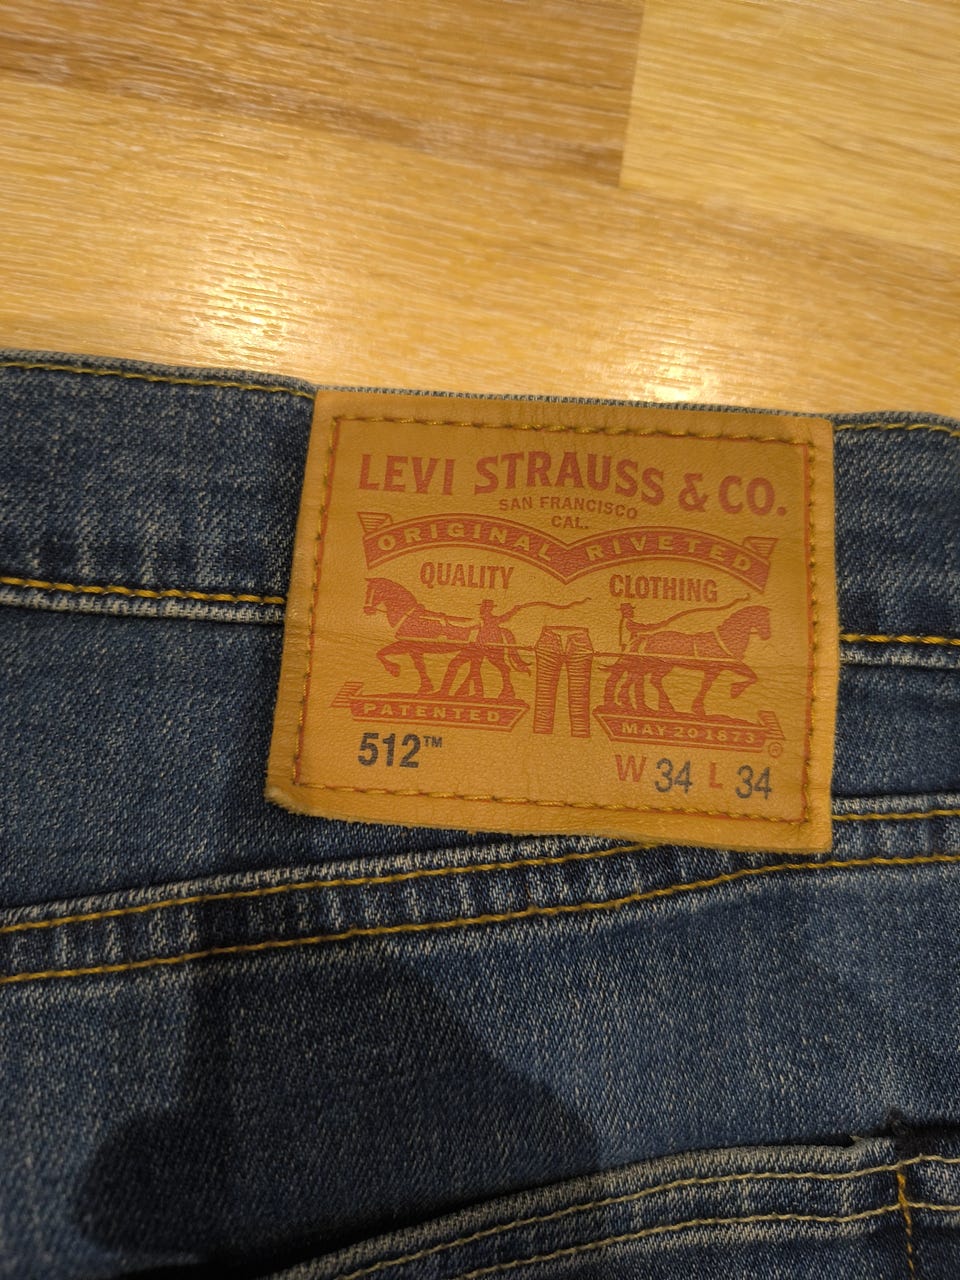 LEVI STRAUSS & CO.
SAN FRANCISCO
CAL.
ORIGINAL RIVETED
QUALITY CLOTHING
PATENTED MAY 20 1873 ®
512™ W 34 L 34